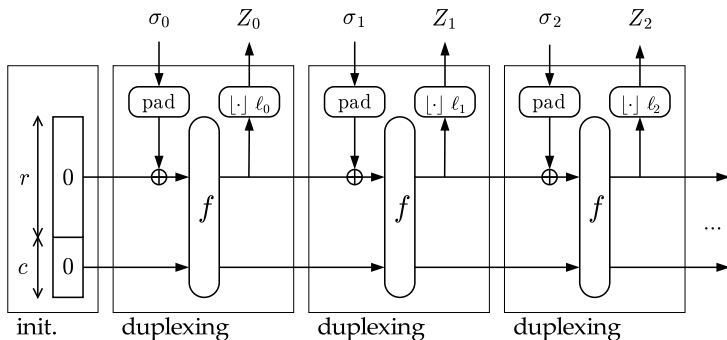 σ₀ Z₀ σ₁ Z₁ σ₂ Z₂
pad ⌊·⌋ ℓ₀ pad ⌊·⌋ ℓ₁ pad ⌊·⌋ ℓ₂
r 0
f f f
...
c 0
init. duplexing duplexing duplexing